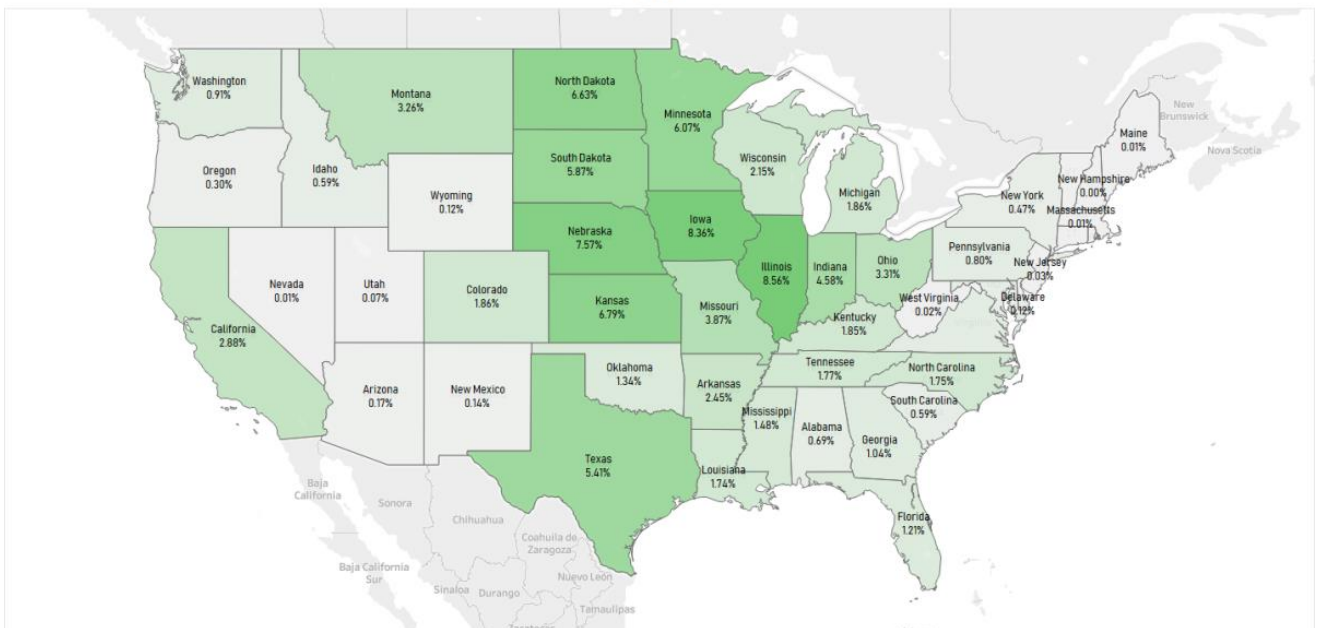 Washington
0.91%
Montana
3.26%
North Dakota
6.63%
Minnesota
6.07%
Maine
0.01%
New
Brunswick
Nova Scotia
Oregon
0.30%
Idaho
0.59%
Wyoming
0.12%
South Dakota
5.87%
Wisconsin
2.15%
Michigan
1.86%
New York
0.47%
New Hampshire
0.00%
Massachusetts
0.01%
Nebraska
7.57%
Iowa
8.36%
Illinois
8.56%
Indiana
4.58%
Ohio
3.31%
Pennsylvania
0.80%
New Jersey
0.03%
Nevada
0.01%
Utah
0.07%
Colorado
1.86%
Kansas
6.79%
Missouri
3.87%
Kentucky
1.85%
West Virginia
0.02%
Delaware
0.12%
Virginia
California
2.88%
Arizona
0.17%
New Mexico
0.14%
Oklahoma
1.34%
Arkansas
2.45%
Tennessee
1.77%
North Carolina
1.75%
South Carolina
0.59%
Mississippi
1.48%
Alabama
0.69%
Georgia
1.04%
Texas
5.41%
Louisiana
1.74%
Florida
1.21%
Baja
California
Sonora
Chihuahua
Coahuila de
Zaragoza
Baja California
Sur
Sinaloa
Durango
Nuevo León
Tamaulipas